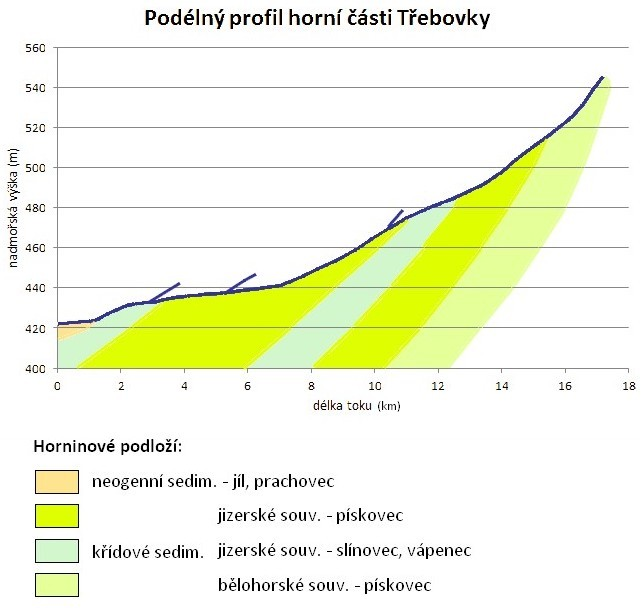 Podélný profil horní části Třebovky
560
540
520
500
480
460
440
420
400
nadmořská výška (m)
0 2 4 6 8 10 12 14 16 18
délka toku (km)
Horninové podloží:
neogenní sedim. - jíl, prachovec
jizerské souv. - pískovec
křídové sedim. jizerské souv. - slínovec, vápenec
bělohorské souv. - pískovec